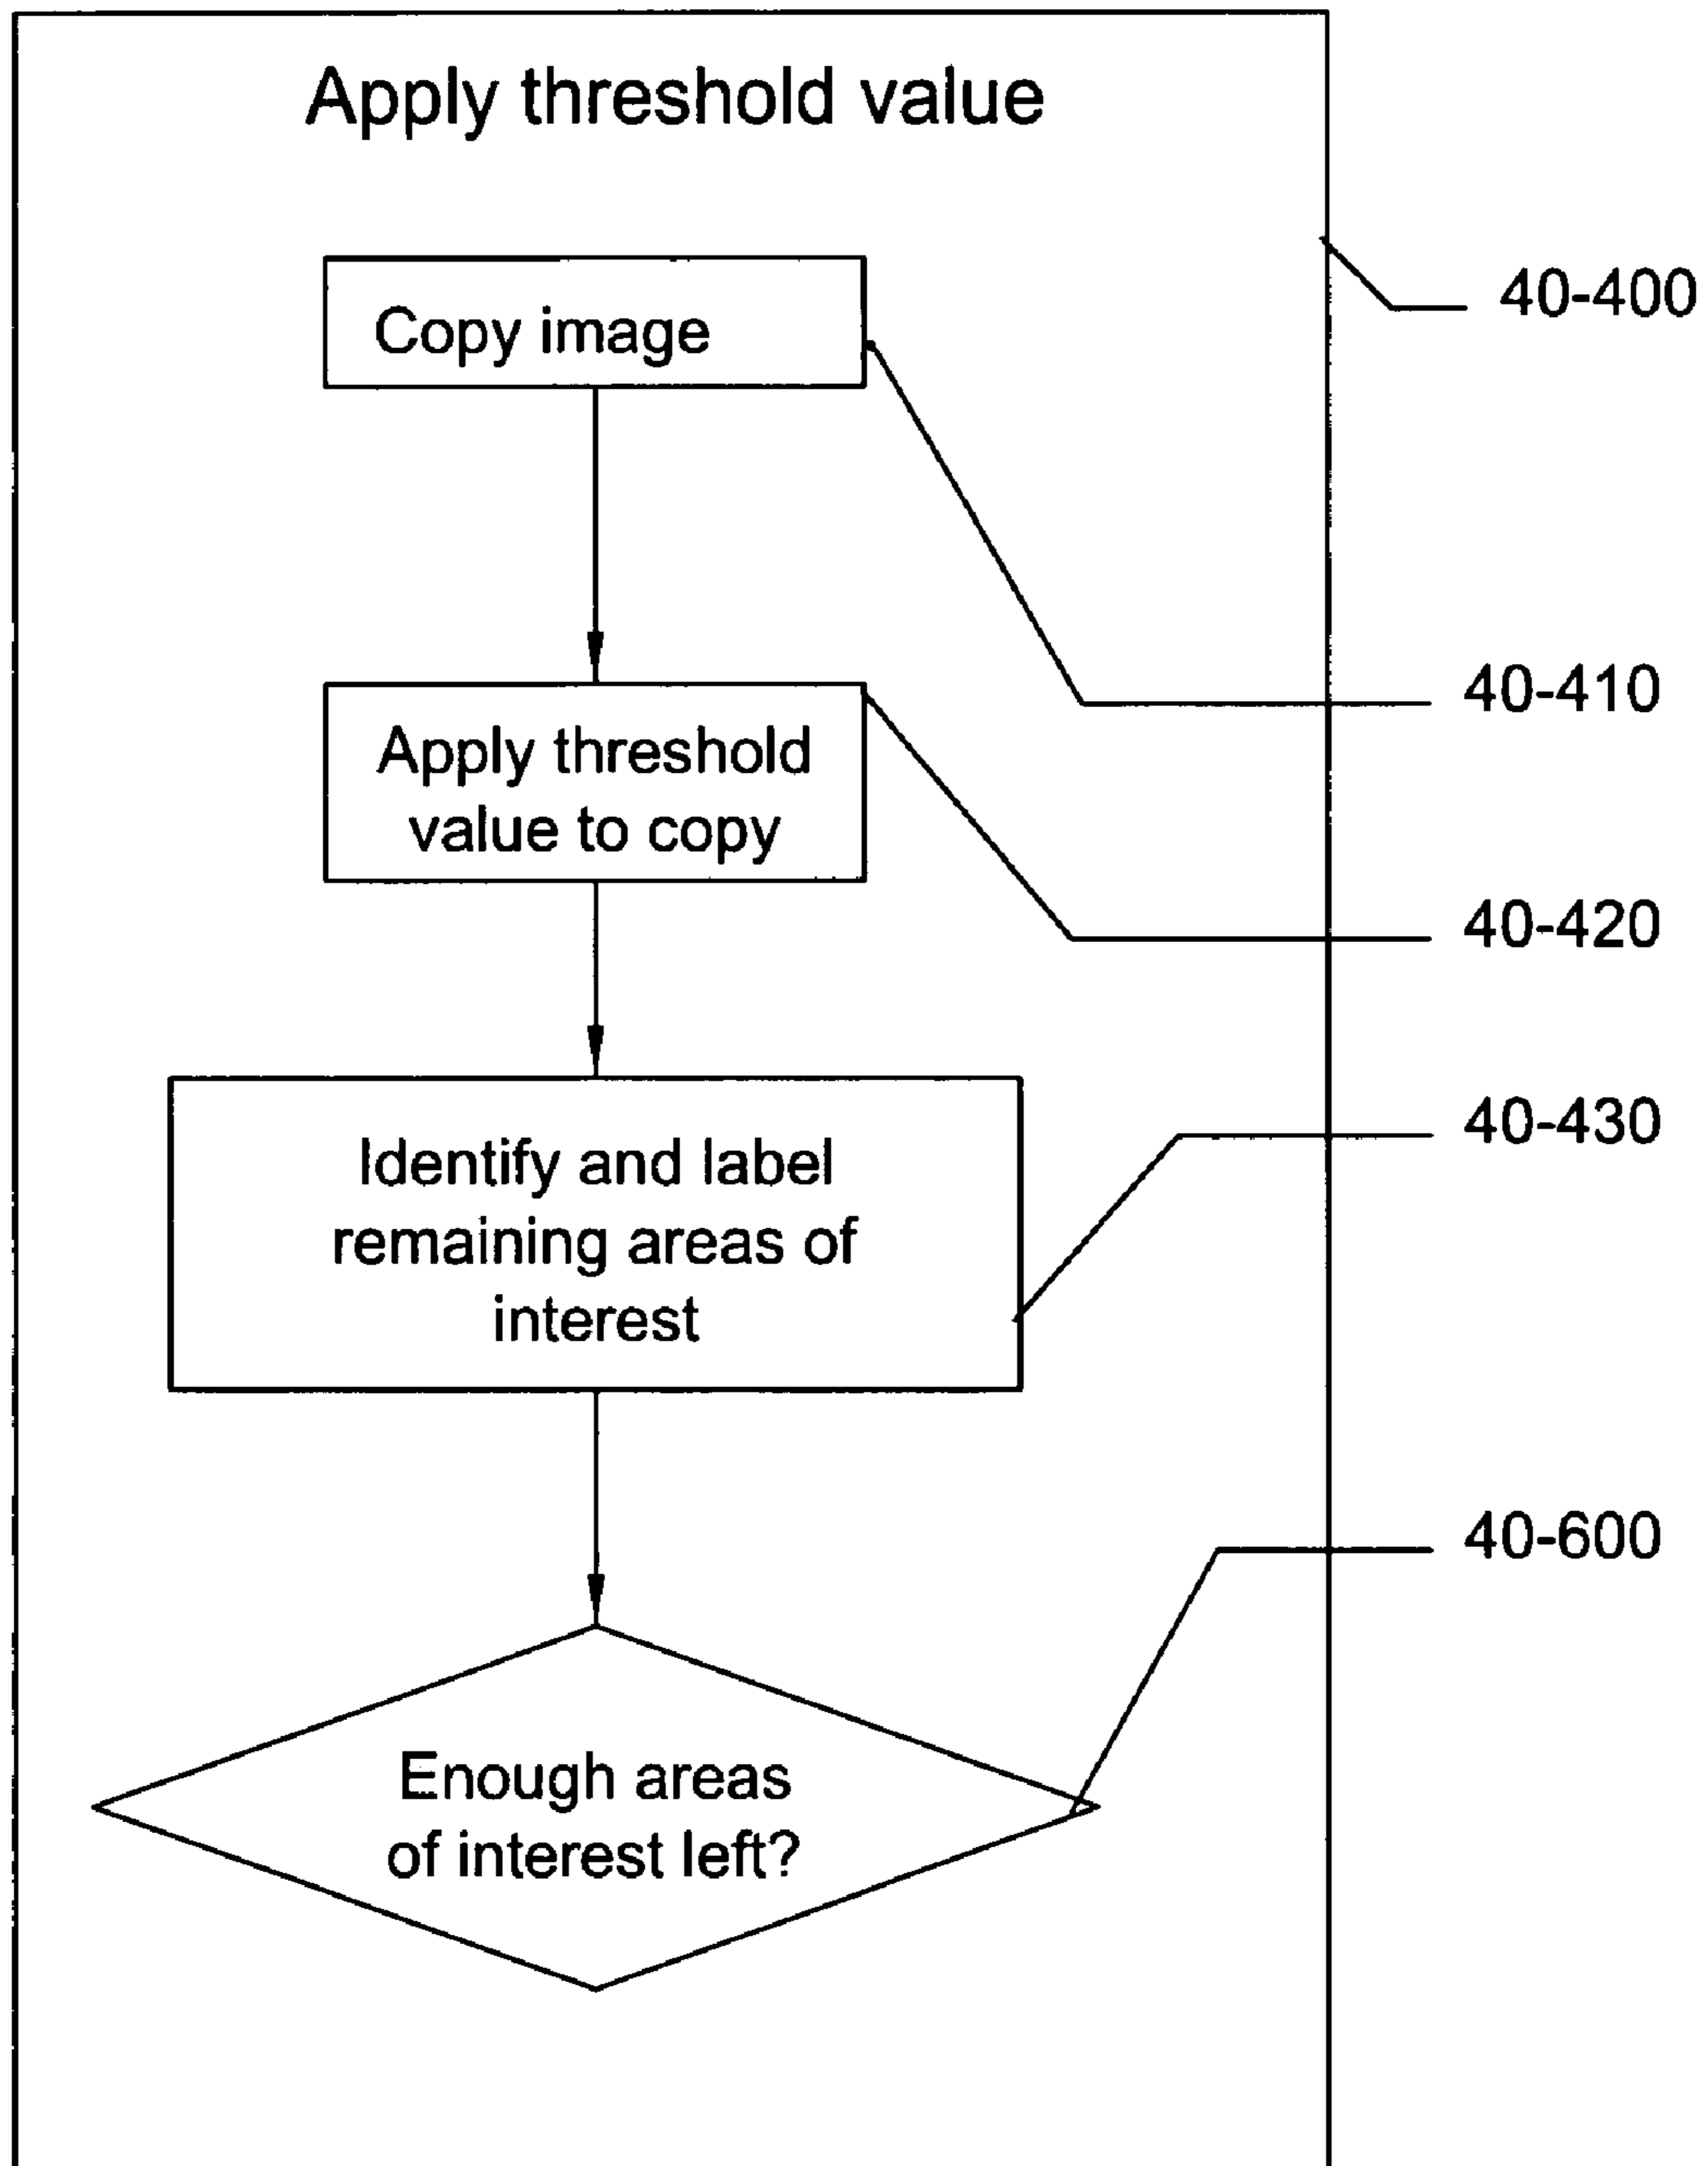 Apply threshold value
Copy image
40-400
40-410
Apply threshold
value to copy
40-420
40-430
Identify and label
remaining areas of
interest
40-600
Enough areas
of interest left?